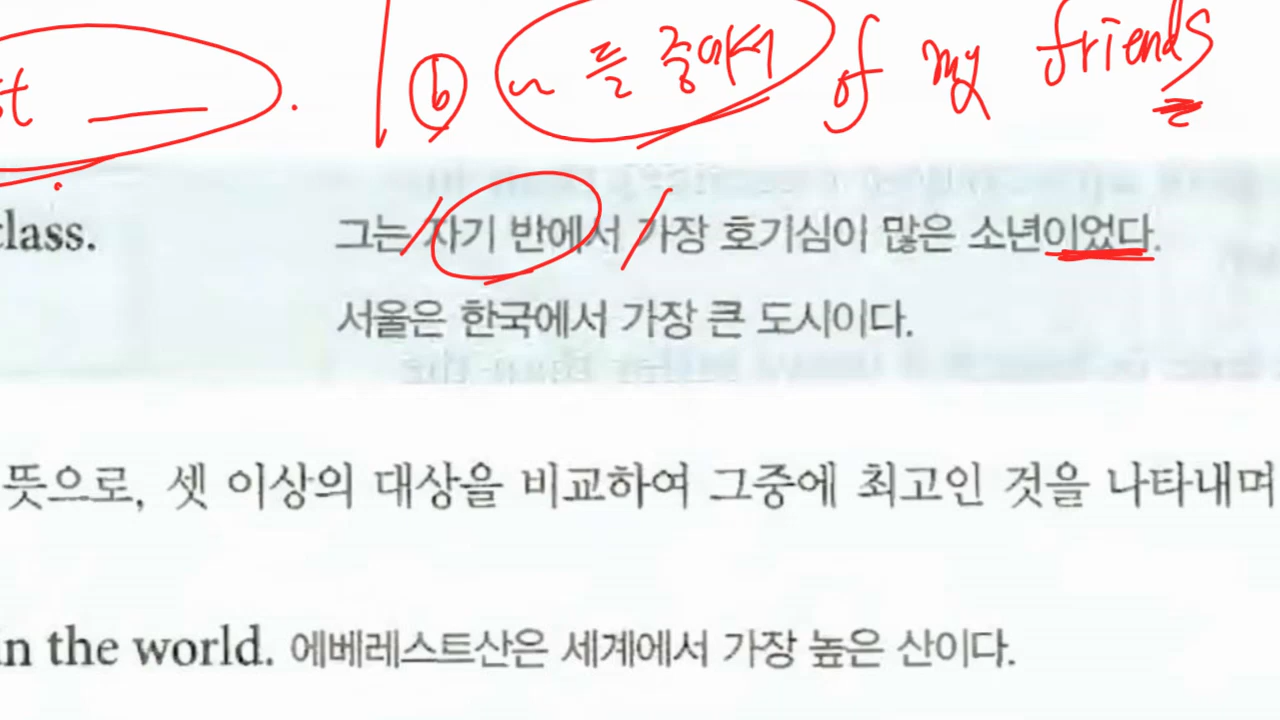 st ___.
ⓑ ~들 중에서 of my friends
class. 그는 자기 반에서 가장 호기심이 많은 소년이었다.
서울은 한국에서 가장 큰 도시이다.
뜻으로, 셋 이상의 대상을 비교하여 그중에 최고인 것을 나타내며
in the world. 에베레스트산은 세계에서 가장 높은 산이다.